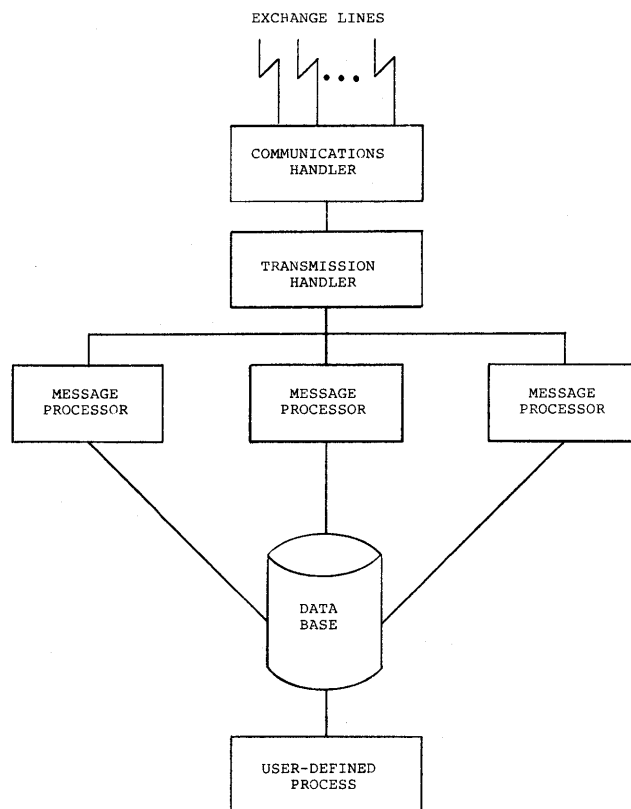 EXCHANGE LINES
COMMUNICATIONS
HANDLER
TRANSMISSION
HANDLER
MESSAGE
PROCESSOR
MESSAGE
PROCESSOR
MESSAGE
PROCESSOR
DATA
BASE
USER-DEFINED
PROCESS